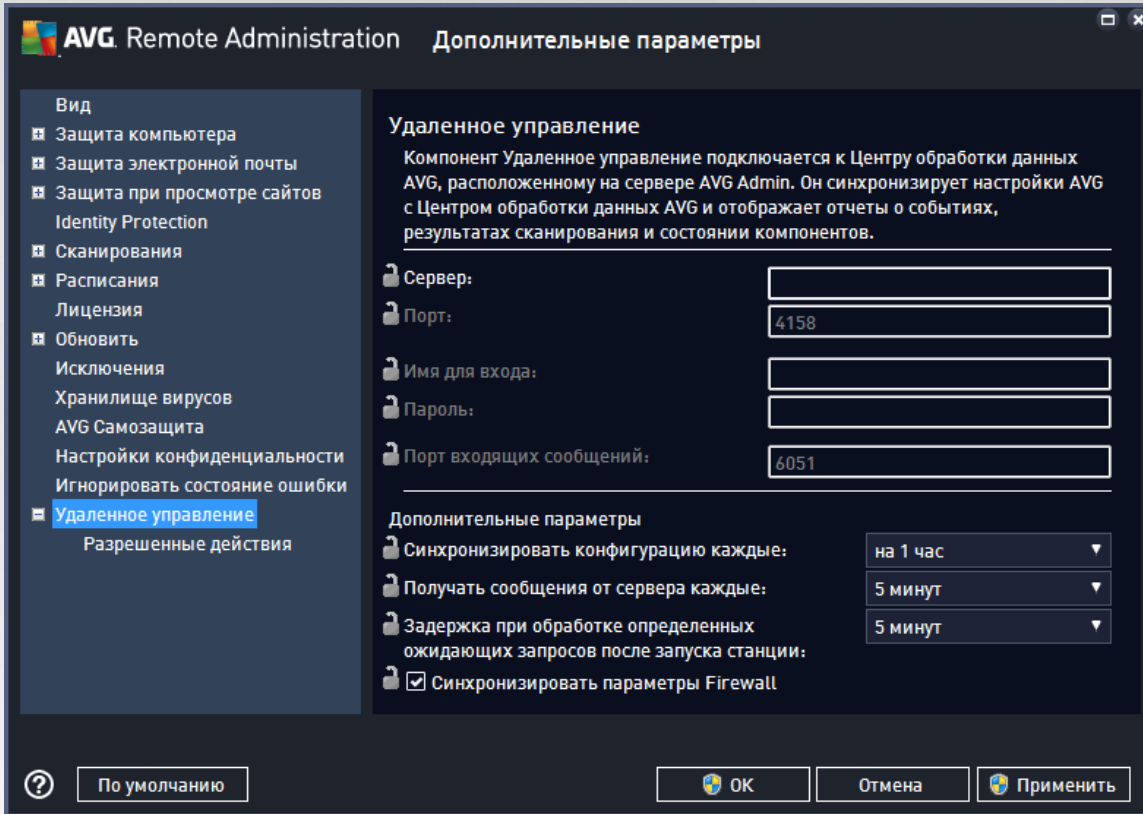 AVG. Remote Administration Дополнительные параметры
Вид
Защита компьютера
Защита электронной почты
Защита при просмотре сайтов
Identity Protection
Сканирования
Расписания
Лицензия
Обновить
Исключения
Хранилище вирусов
AVG Самозащита
Настройки конфиденциальности
Игнорировать состояние ошибки
Удаленное управление
Разрешенные действия
Удаленное управление
Компонент Удаленное управление подключается к Центру обработки данных
AVG, расположенному на сервере AVG Admin. Он синхронизирует настройки AVG
с Центром обработки данных AVG и отображает отчеты о событиях,
результатах сканирования и состоянии компонентов.
Сервер:
Порт: 4158
Имя для входа:
Пароль:
Порт входящих сообщений: 6051
Дополнительные параметры
Синхронизировать конфигурацию каждые: на 1 час
Получать сообщения от сервера каждые: 5 минут
Задержка при обработке определенных 5 минут
ожидающих запросов после запуска станции:
Синхронизировать параметры Firewall
? По умолчанию OK Отмена Применить